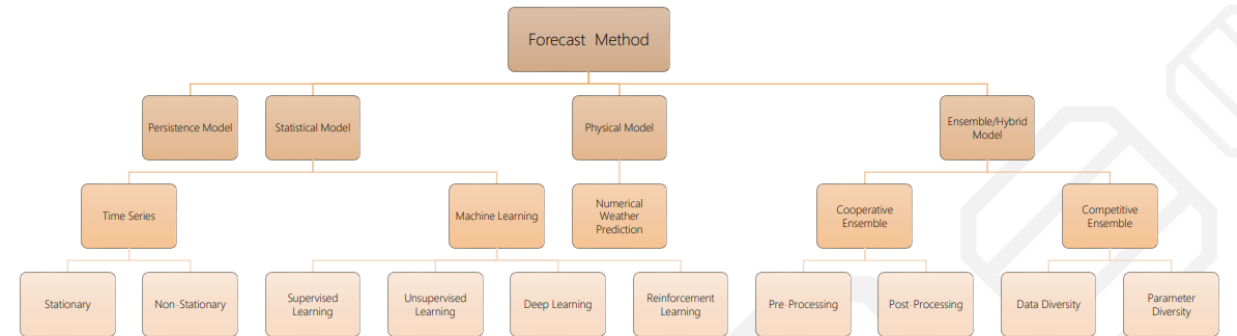 Forecast Method
Persistence Model
Statistical Model
Physical Model
Ensemble/Hybrid
Model
Time Series
Machine Learning
Numerical
Weather
Prediction
Cooperative
Ensemble
Competitive
Ensemble
Stationary
Non-Stationary
Supervised
Learning
Unsupervised
Learning
Deep Learning
Reinforcement
Learning
Pre-Processing
Post-Processing
Data Diversity
Parameter
Diversity